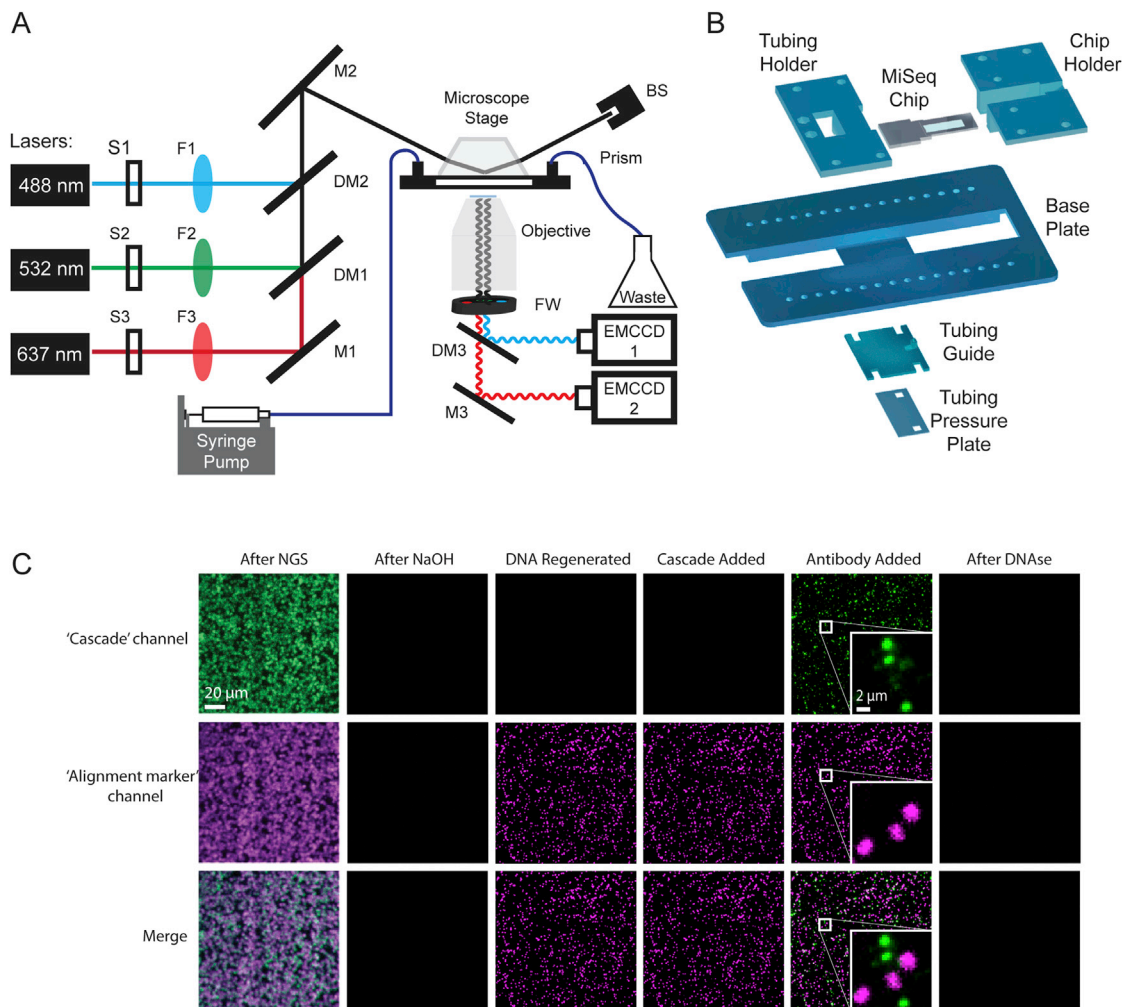 A
M2
Microscope
Stage
BS
Lasers:
S1
F1
Prism
488 nm
DM2
S2
F2
Objective
532 nm
DM1
Waste
S3
F3
FW
EMCCD
1
637 nm
M1
DM3
EMCCD
2
M3
Syringe
Pump
B
Tubing
Holder
MiSeq
Chip
Chip
Holder
Base
Plate
Tubing
Guide
Tubing
Pressure
Plate
C
After NGS
After NaOH
DNA Regenerated
Cascade Added
Antibody Added
After DNAse
'Cascade' channel
20 μm
2 μm
'Alignment marker'
channel
Merge